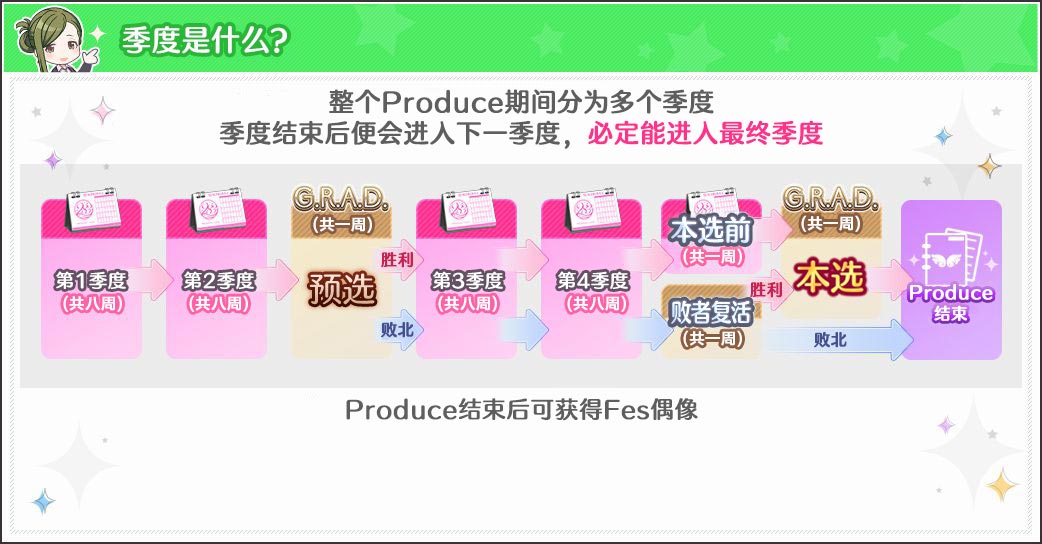 季度是什么?
整个Produce期间分为多个季度
季度结束后便会进入下一季度，必定能进入最终季度
第1季度
(共八周)
第2季度
(共八周)
G.R.A.D.
(共一周)
预选
胜利
败北
第3季度
(共八周)
第4季度
(共八周)
本选前
(共一周)
败者复活
(共一周)
胜利
败北
G.R.A.D.
(共一周)
本选
Produce
结束
Produce结束后可获得Fes偶像